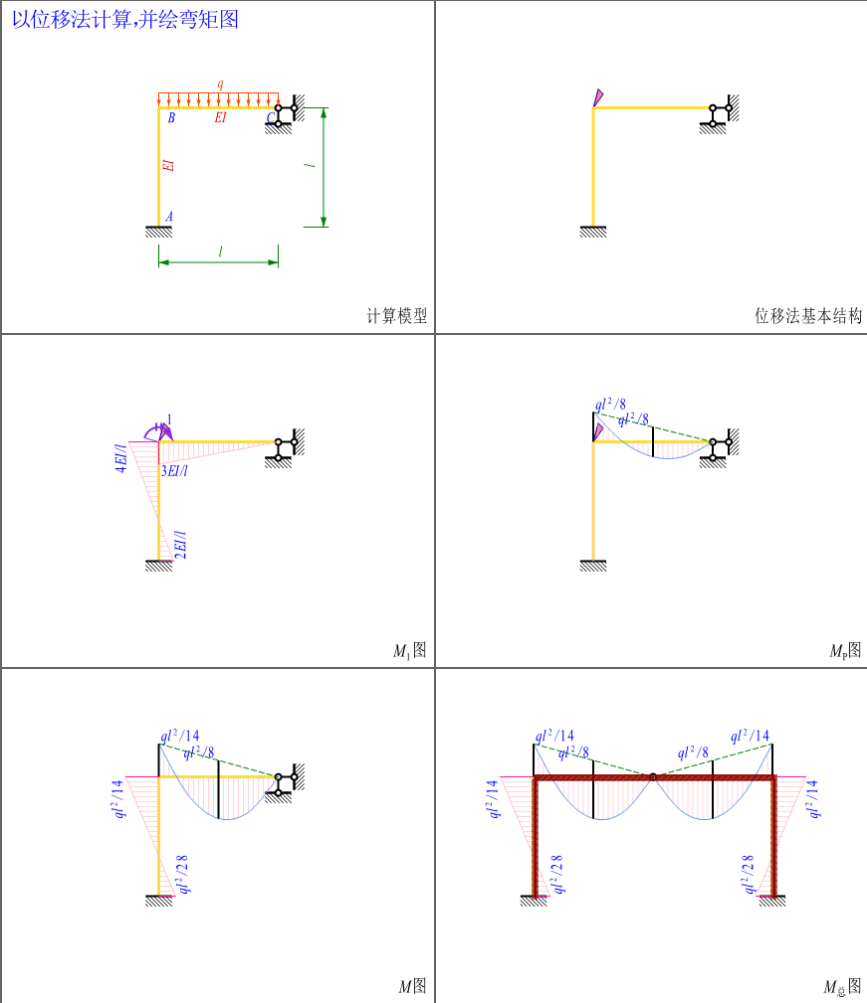 以位移法计算,并绘弯矩图
q
B EI C
EI
l
A
l
计算模型
位移法基本结构
1
4EI/l
3EI/l
2EI/l
M1图
ql²/8
ql²/8
MP图
ql²/14
ql²/8
ql²/14
ql²/28
M图
ql²/14 ql²/14
ql²/8 ql²/8
ql²/14 ql²/14
ql²/28 ql²/28
M总图